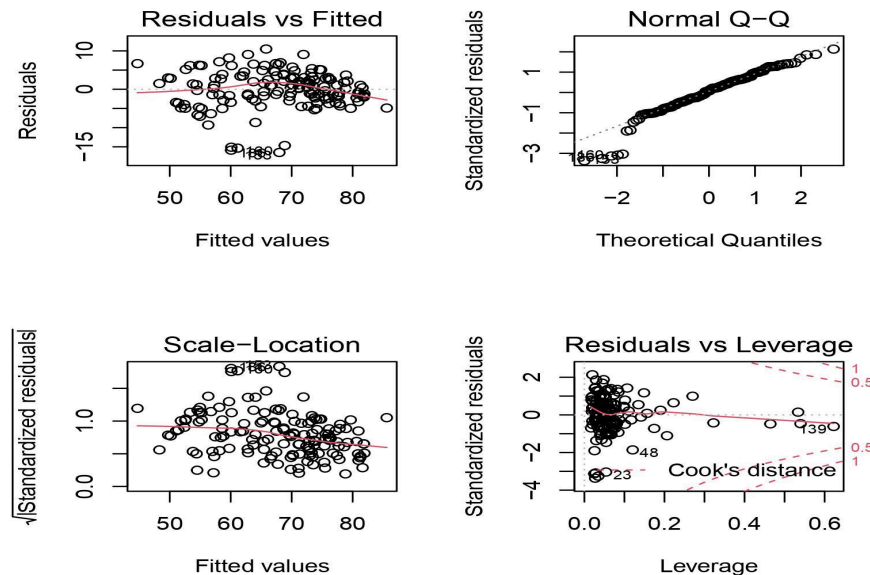 Residuals vs Fitted
Residuals
10
0
−15
50 60 70 80
Fitted values
Normal Q−Q
Standardized residuals
1
−1
−3
−2 −1 0 1 2
Theoretical Quantiles
Scale−Location
√|Standardized residuals|
1.0
0.0
50 60 70 80
Fitted values
Residuals vs Leverage
Standardized residuals
2
0
−2
−4
1
0.5
139
48
0.5
1
23
Cook's distance
0.0 0.2 0.4 0.6
Leverage